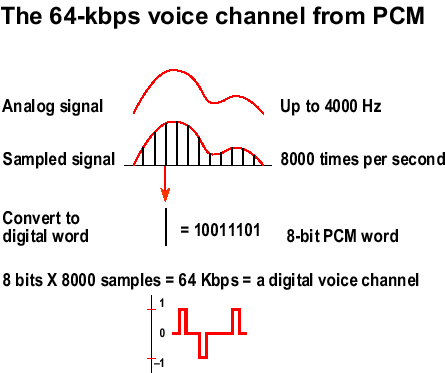 The 64-kbps voice channel from PCM
Analog signal
Up to 4000 Hz
Sampled signal
8000 times per second
Convert to
digital word
= 10011101
8-bit PCM word
8 bits X 8000 samples = 64 Kbps = a digital voice channel
1
0
–1